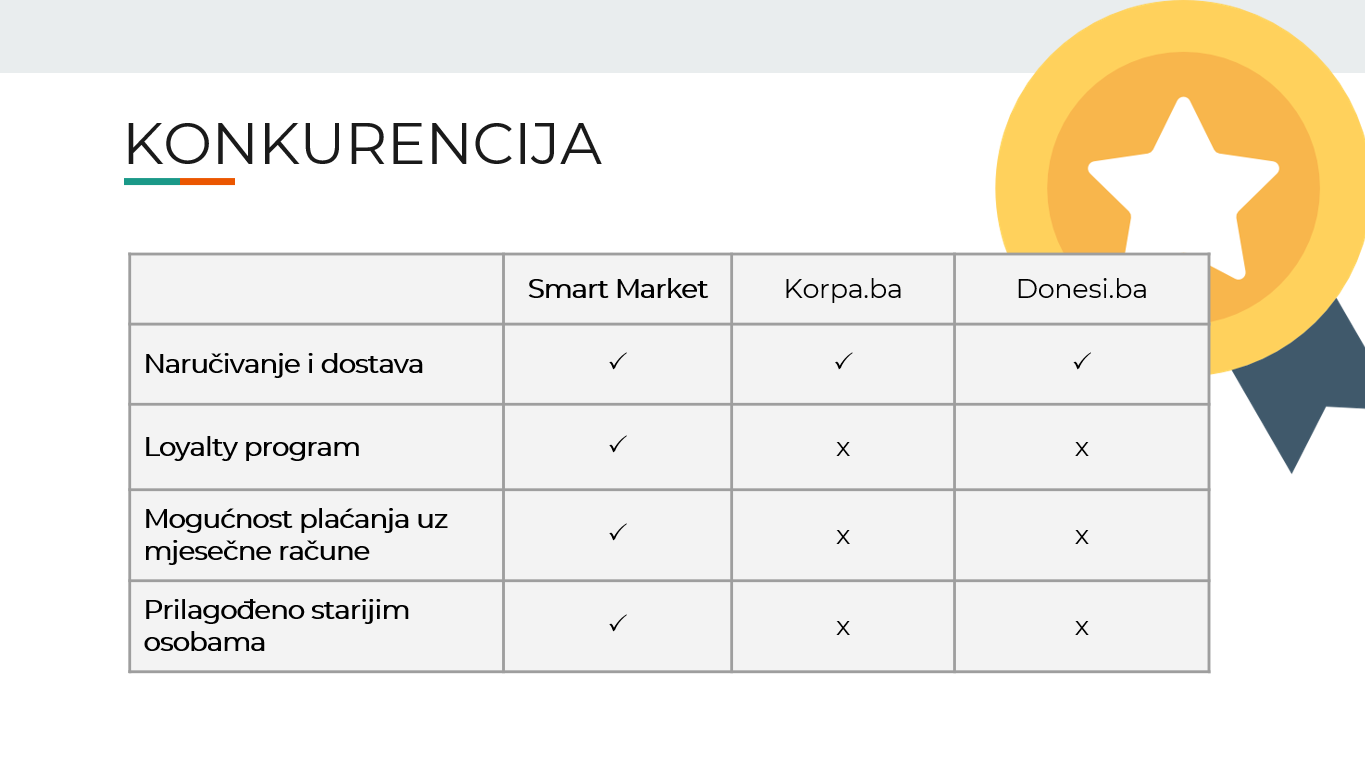 KONKURENCIJA
Smart Market Korpa.ba Donesi.ba
Naručivanje i dostava ✓ ✓ ✓
Loyalty program ✓ x x
Mogućnost plaćanja uz
mjesečne račune ✓ x x
Prilagođeno starijim
osobama ✓ x x